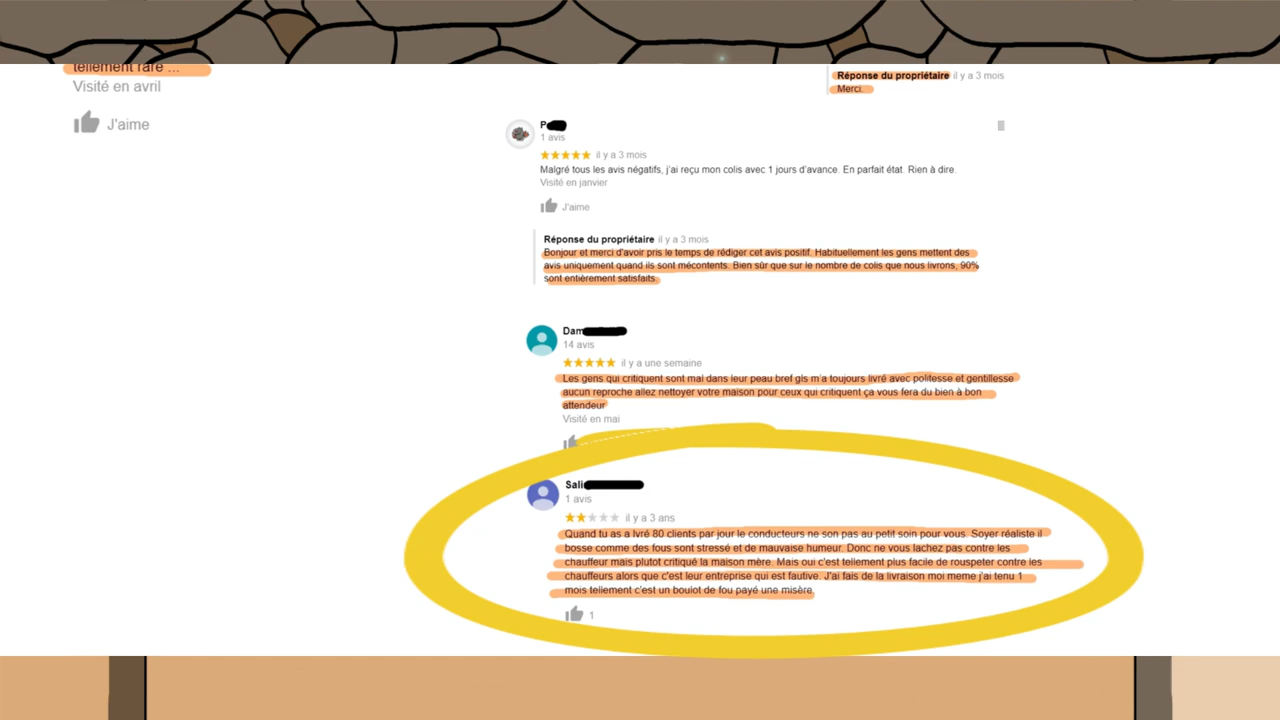 tellement rare ...
Visité en avril
J'aime
Réponse du propriétaire il y a 3 mois
Merci.
P
1 avis
il y a 3 mois
Malgré tous les avis négatifs, j'ai reçu mon colis avec 1 jours d'avance. En parfait état. Rien à dire.
Visité en janvier
J'aime
Réponse du propriétaire il y a 3 mois
Bonjour et merci d'avoir pris le temps de rédiger cet avis positif. Habituellement les gens mettent des
avis uniquement quand ils sont mécontents. Bien sûr que sur le nombre de colis que nous livrons, 90%
sont entièrement satisfaits.
Dam
14 avis
il y a une semaine
Les gens qui critiquent sont mal dans leur peau bref gls m'a toujours livré avec politesse et gentillesse
aucun reproche allez nettoyer votre maison pour ceux qui critiquent ça vous fera du bien à bon
attendeur
Visité en mai
Sali
1 avis
il y a 3 ans
Quand tu as a lvré 80 clients par jour le conducteurs ne son pas au petit soin pour vous. Soyer réaliste il
bosse comme des fous sont stressé et de mauvaise humeur. Donc ne vous lachez pas contre les
chauffeur mais plutot critiqué la maison mère. Mais oui c'est tellement plus facile de rouspeter contre les
chauffeurs alors que c'est leur entreprise qui est fautive. J'ai fais de la livraison moi meme j'ai tenu 1
mois tellement c'est un boulot de fou payé une misère.
1